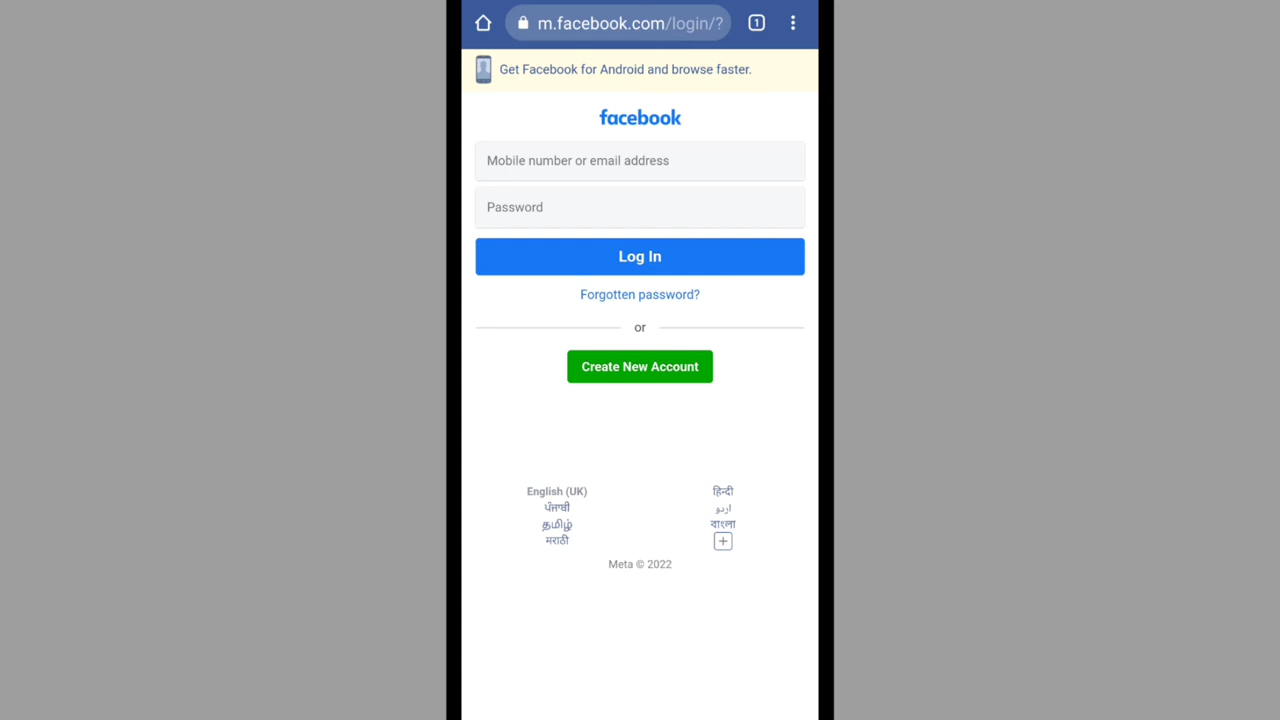 m.facebook.com/login/? 1
Get Facebook for Android and browse faster.
facebook
Mobile number or email address
Password
Log In
Forgotten password?
or
Create New Account
English (UK) हिन्दी
ਪੰਜਾਬੀ اردو
தமிழ் বাংলা
मराठी +
Meta © 2022